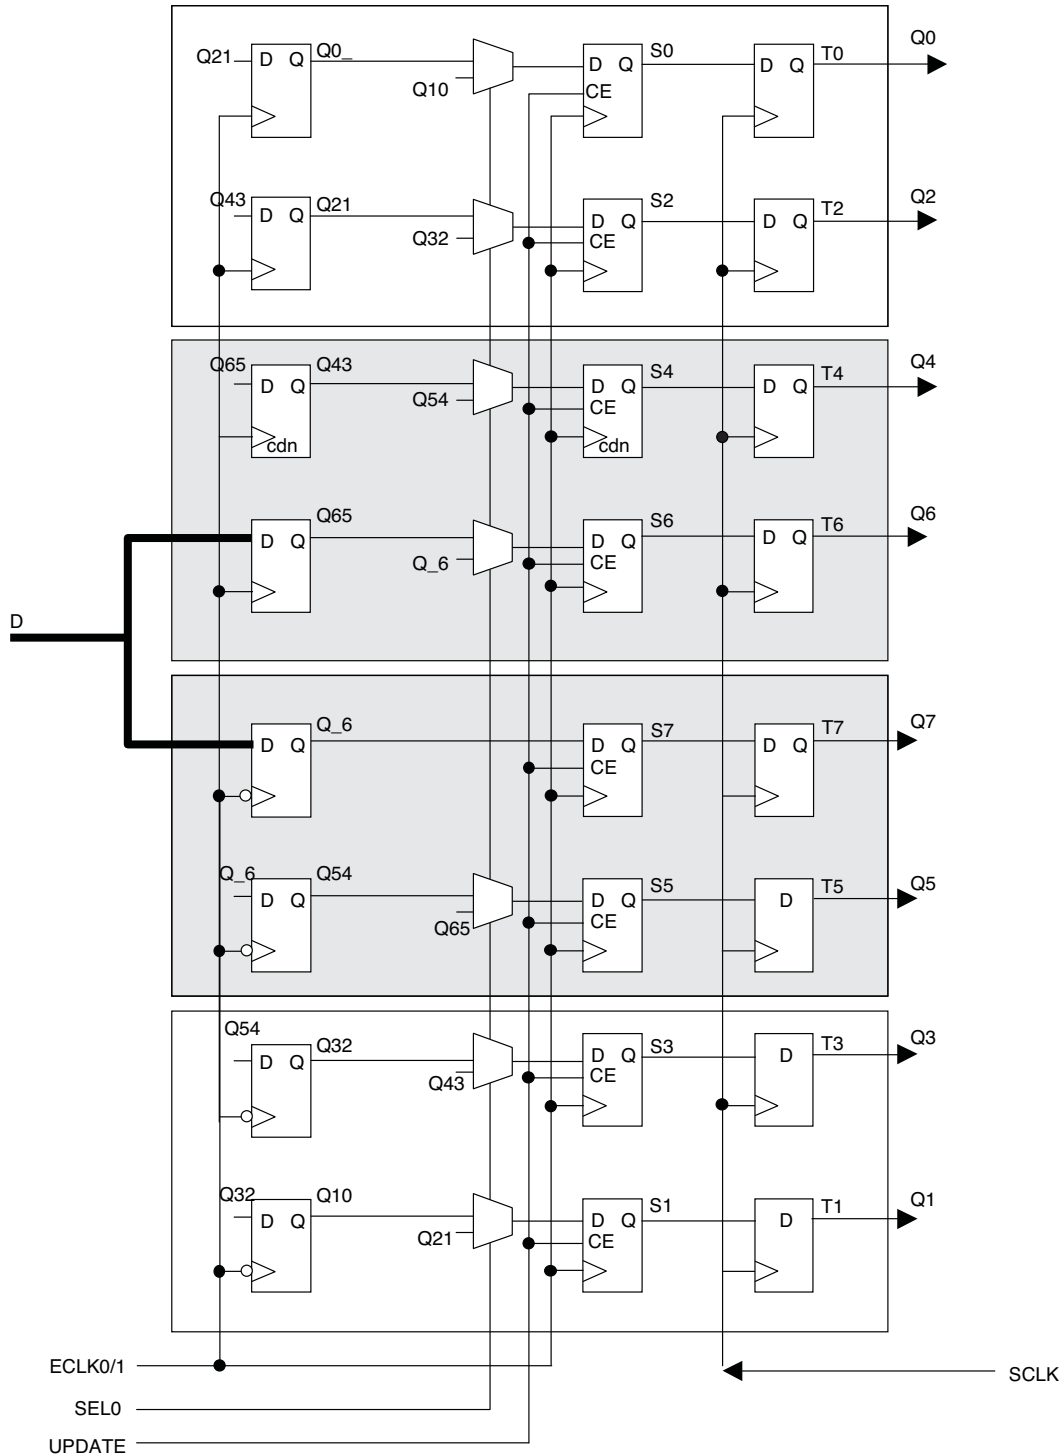 Q21 D Q Q0_ Q10 D Q CE S0 D Q T0 Q0
Q43 D Q Q21 Q32 D Q CE S2 D Q T2 Q2
Q65 D Q cdn Q43 Q54 D Q CE cdn S4 D Q T4 Q4
D Q Q65 Q_6 D Q CE S6 D Q T6 Q6
D
D Q Q_6 D Q CE S7 D Q T7 Q7
Q_6 D Q Q54 Q65 D Q CE S5 D T5 Q5
Q54 D Q Q32 Q43 D Q CE S3 D T3 Q3
Q32 D Q Q10 Q21 D Q CE S1 D T1 Q1
ECLK0/1
SCLK
SEL0
UPDATE